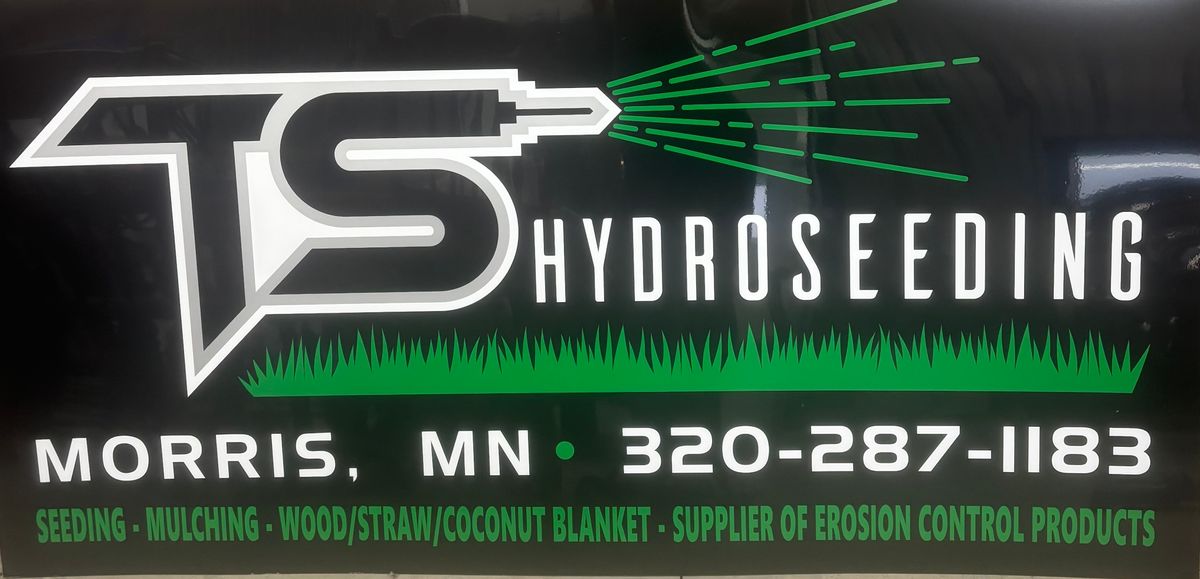 TS
HYDROSEEDING
MORRIS, MN • 320-287-1183
SEEDING - MULCHING - WOOD/STRAW/COCONUT BLANKET - SUPPLIER OF EROSION CONTROL PRODUCTS